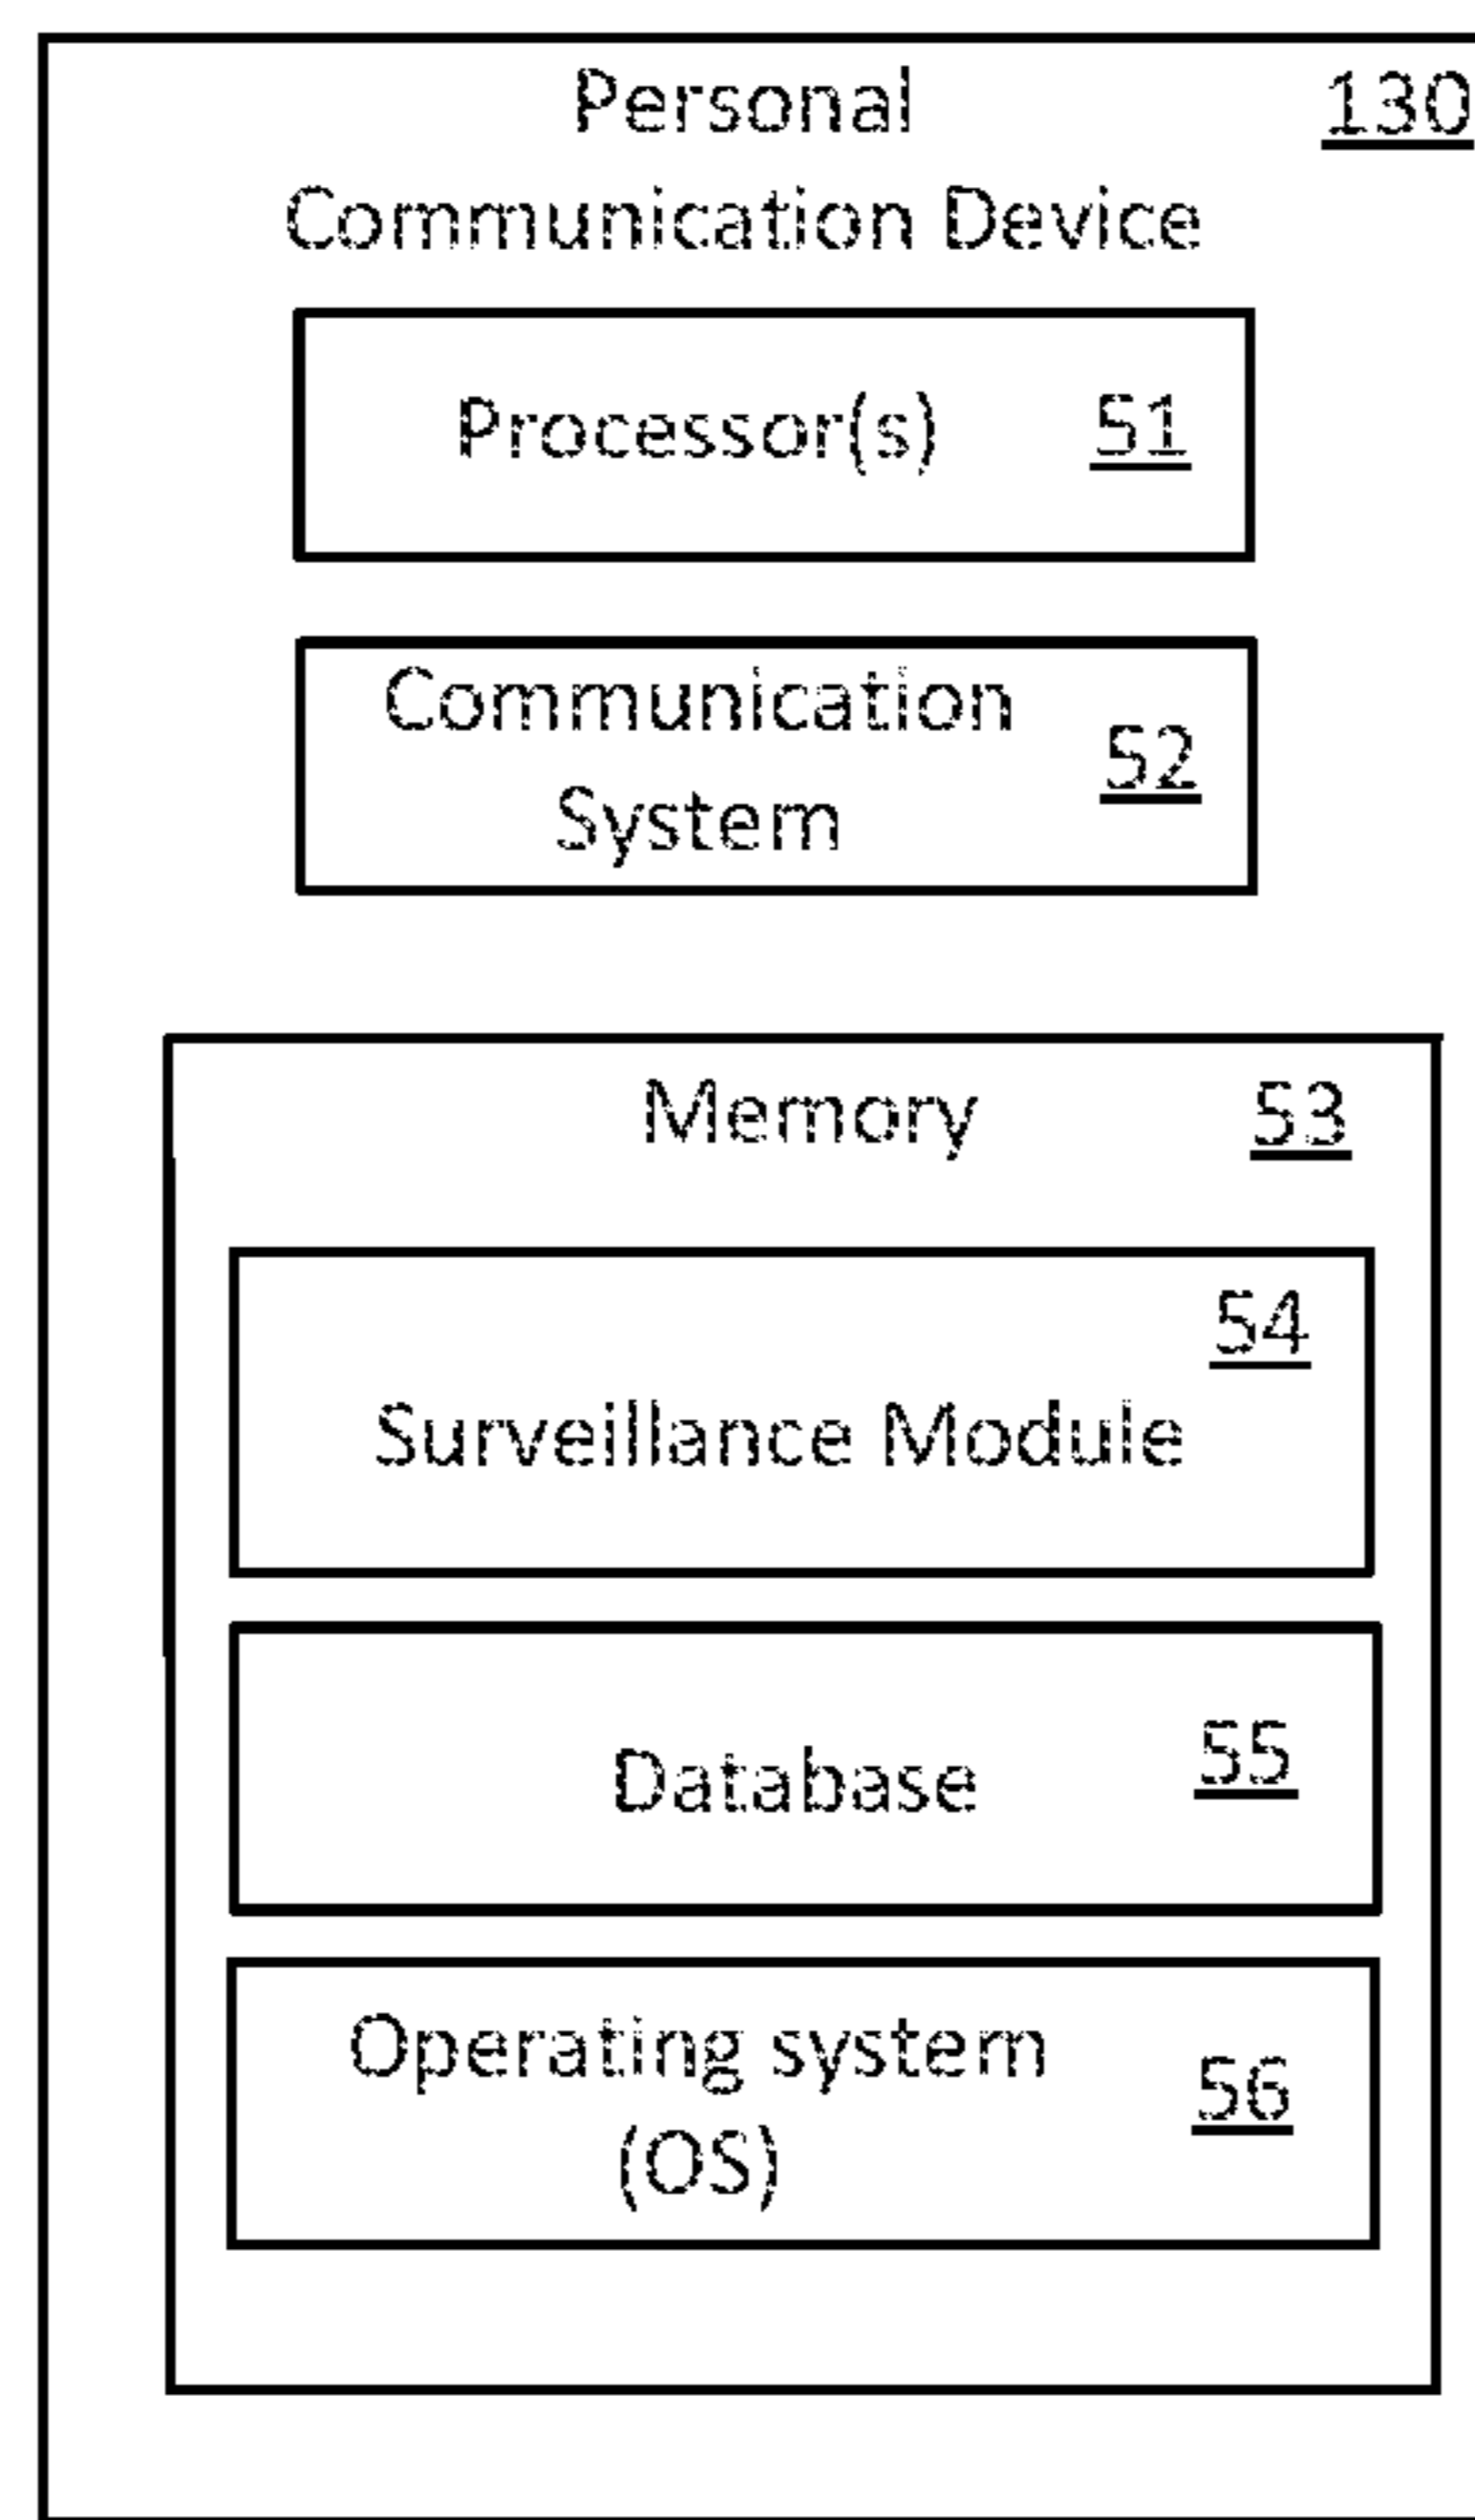 Personal 130
Communication Device
Processor(s) 51
Communication
System 52
Memory 53
54
Surveillance Module
Database 55
Operating system
(OS) 56